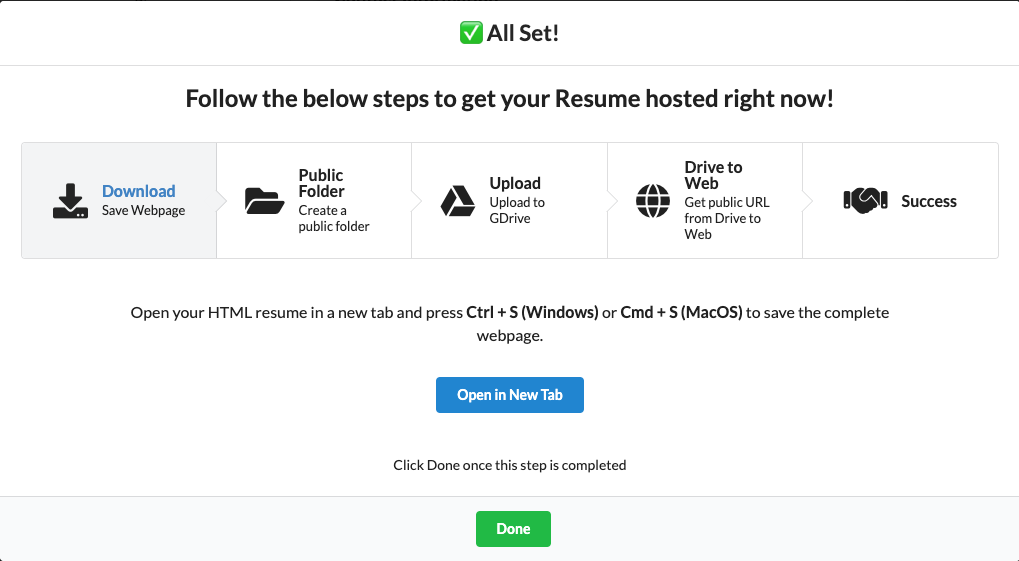 All Set!
Follow the below steps to get your Resume hosted right now!
Download
Save Webpage
Public
Folder
Create a
public folder
Upload
Upload to
GDrive
Drive to
Web
Get public URL
from Drive to
Web
Success
Open your HTML resume in a new tab and press Ctrl + S (Windows) or Cmd + S (MacOS) to save the complete
webpage.
Open in New Tab
Click Done once this step is completed
Done